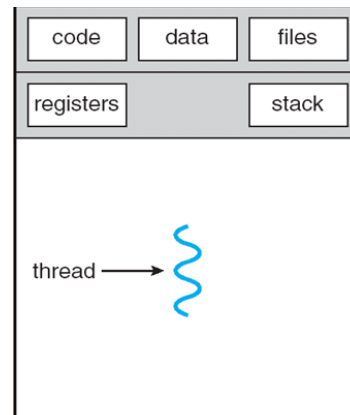 code data files
registers stack
thread